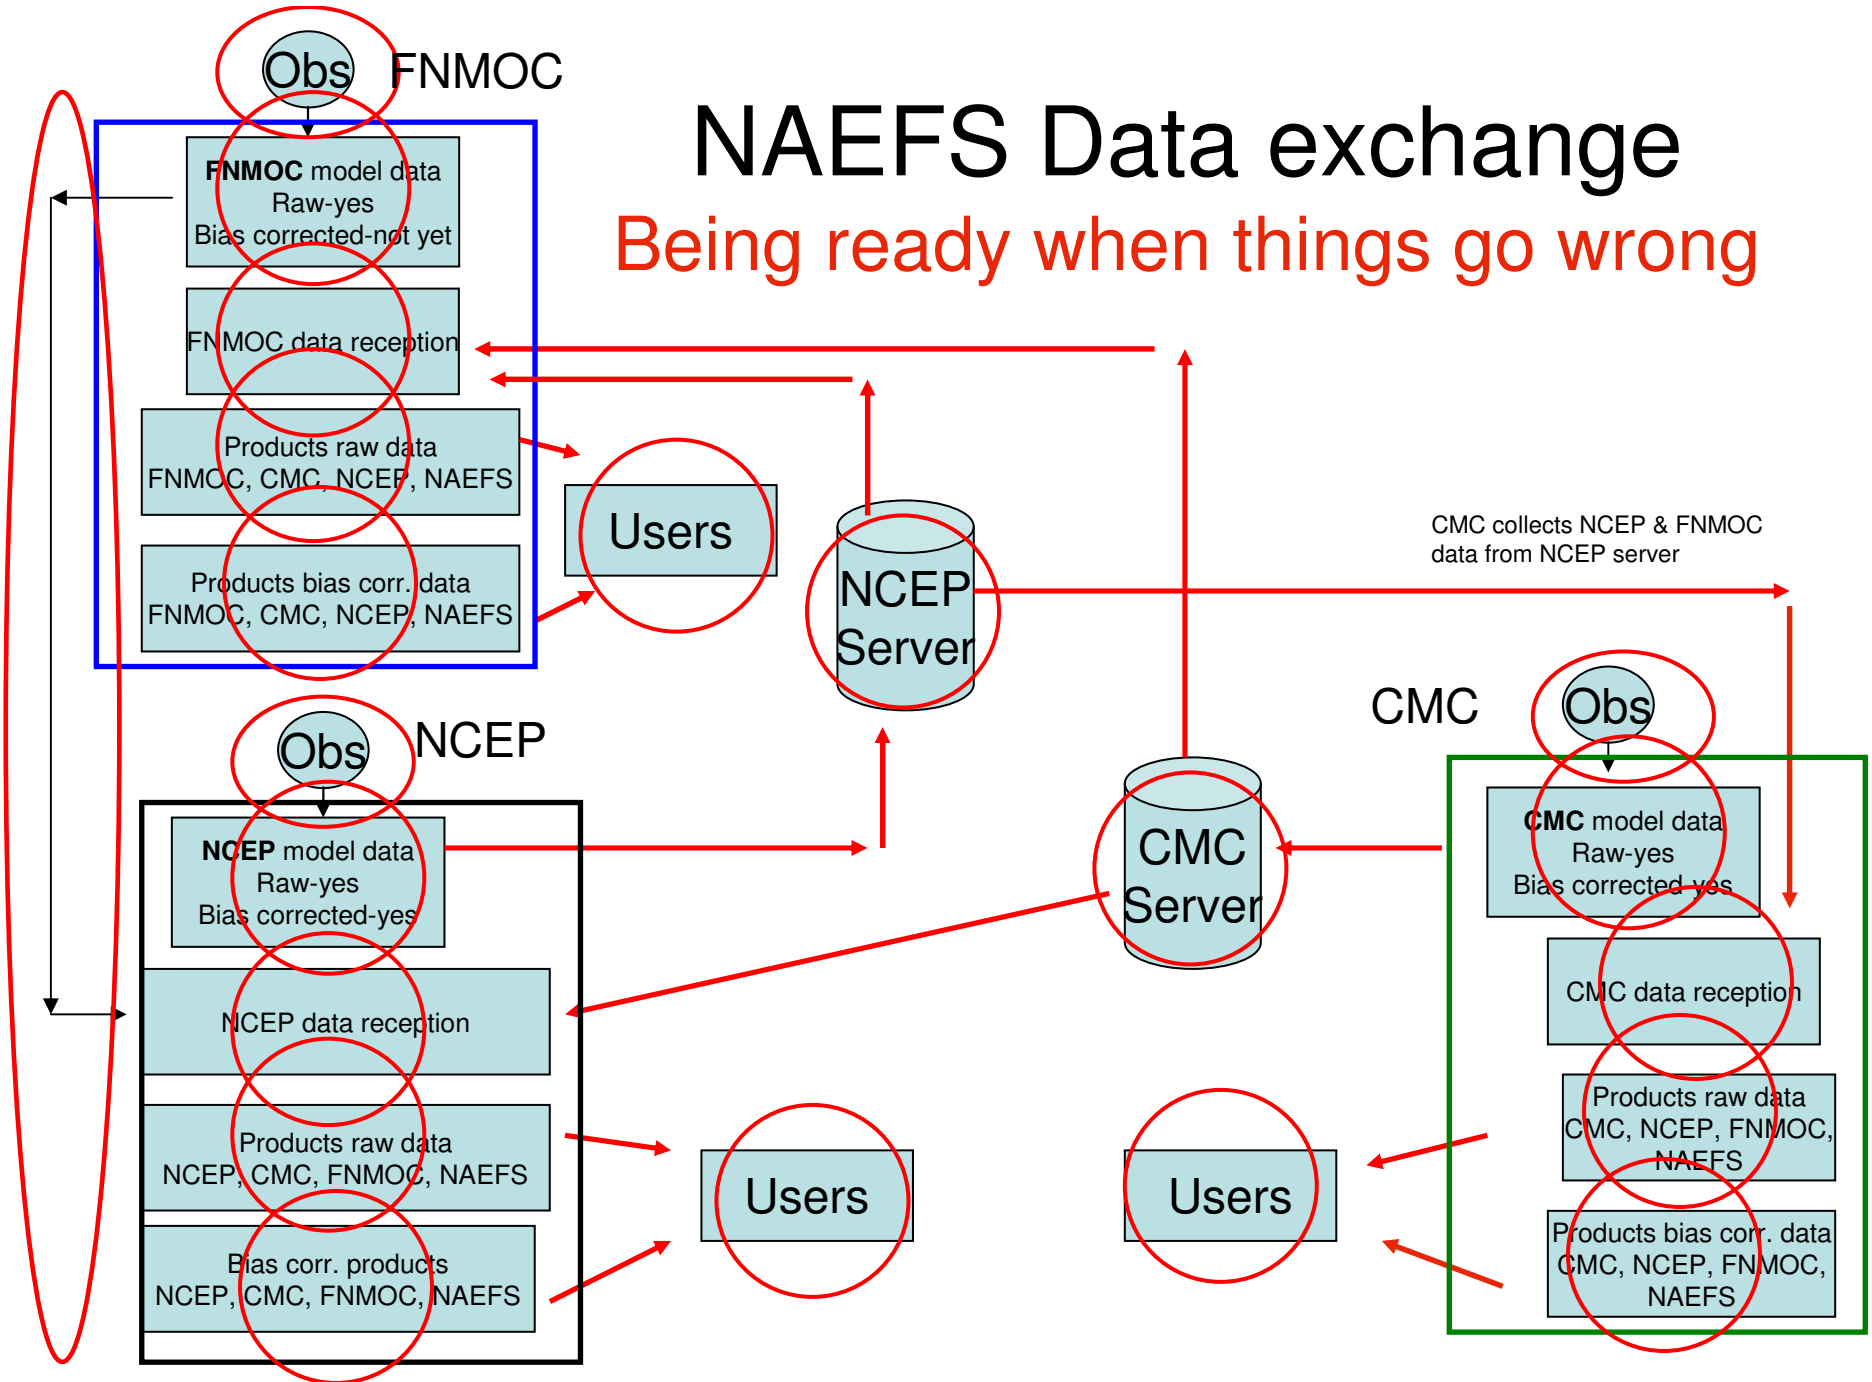 NAEFS Data exchange
Being ready when things go wrong
Obs
FNMOC
FNMOC model data
Raw-yes
Bias corrected-not yet
FNMOC data reception
Products raw data
FNMOC, CMC, NCEP, NAEFS
Products bias corr. data
FNMOC, CMC, NCEP, NAEFS
Users
NCEP
Server
CMC collects NCEP & FNMOC
data from NCEP server
Obs
NCEP
NCEP model data
Raw-yes
Bias corrected-yes
NCEP data reception
Products raw data
NCEP, CMC, FNMOC, NAEFS
Bias corr. products
NCEP, CMC, FNMOC, NAEFS
Users
CMC
Server
CMC
Obs
CMC model data
Raw-yes
Bias corrected-yes
CMC data reception
Products raw data
CMC, NCEP, FNMOC,
NAEFS
Products bias corr. data
CMC, NCEP, FNMOC,
NAEFS
Users